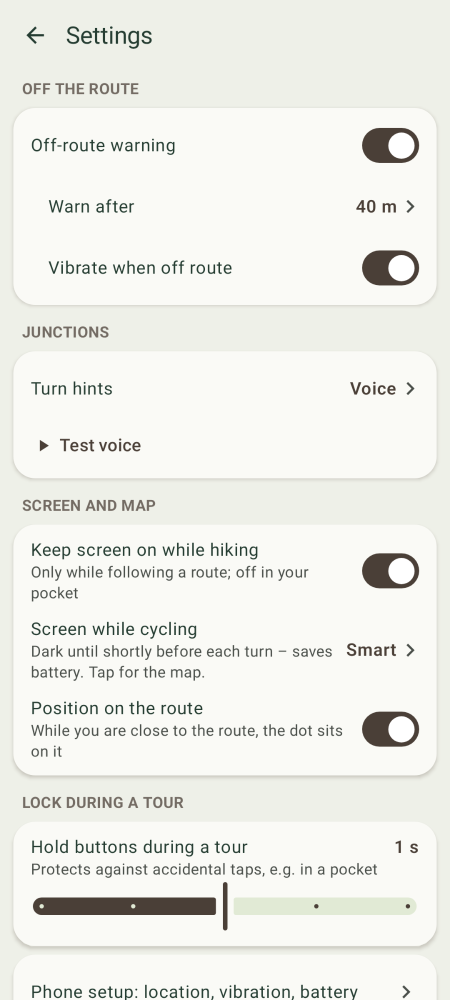 Settings
OFF THE ROUTE
Off-route warning
Warn after 40 m
Vibrate when off route
JUNCTIONS
Turn hints Voice
Test voice
SCREEN AND MAP
Keep screen on while hiking
Only while following a route; off in your
pocket
Screen while cycling
Dark until shortly before each turn – saves
battery. Tap for the map.
Smart
Position on the route
While you are close to the route, the dot sits
on it
LOCK DURING A TOUR
Hold buttons during a tour 1 s
Protects against accidental taps, e.g. in a pocket
Phone setup: location, vibration, battery